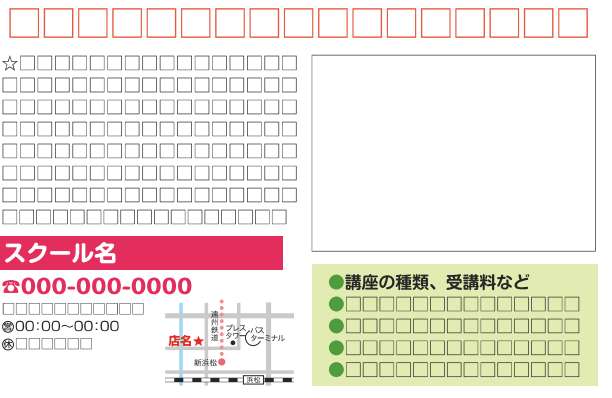 □□□□□□□□□□□□□□□□□
☆□□□□□□□□□□□□□□□□
□□□□□□□□□□□□□□□□□
□□□□□□□□□□□□□□□□□
□□□□□□□□□□□□□□□□□
□□□□□□□□□□□□□□□□□
□□□□□□□□□□□□□□□□□
□□□□□□□□□□□□□□□□□
□□□□□□□□□□□□□□□□□
スクール名
☎000-000-0000
□□□□□□□□□□
営00:00〜00:00
休□□□□□□
遠州鉄道
プレスタワー
バスターミナル
店名★
新浜松
浜松
●講座の種類、受講料など
●□□□□□□□□□□□□□□
●□□□□□□□□□□□□□□
●□□□□□□□□□□□□□□
●□□□□□□□□□□□□□□